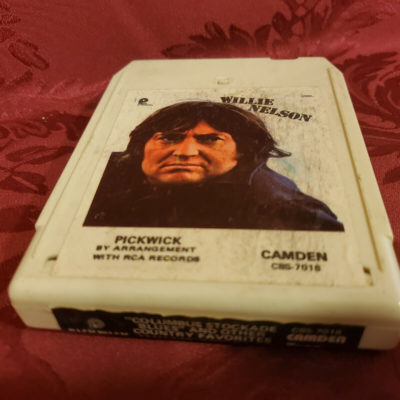 WILLIE
NELSON
PICKWICK
BY ARRANGEMENT
WITH RCA RECORDS
CAMDEN
C8S-7018
"COLUMBUS STOCKADE
BLUES" AND OTHER
COUNTRY FAVORITES
C8S-7018
CAMDEN